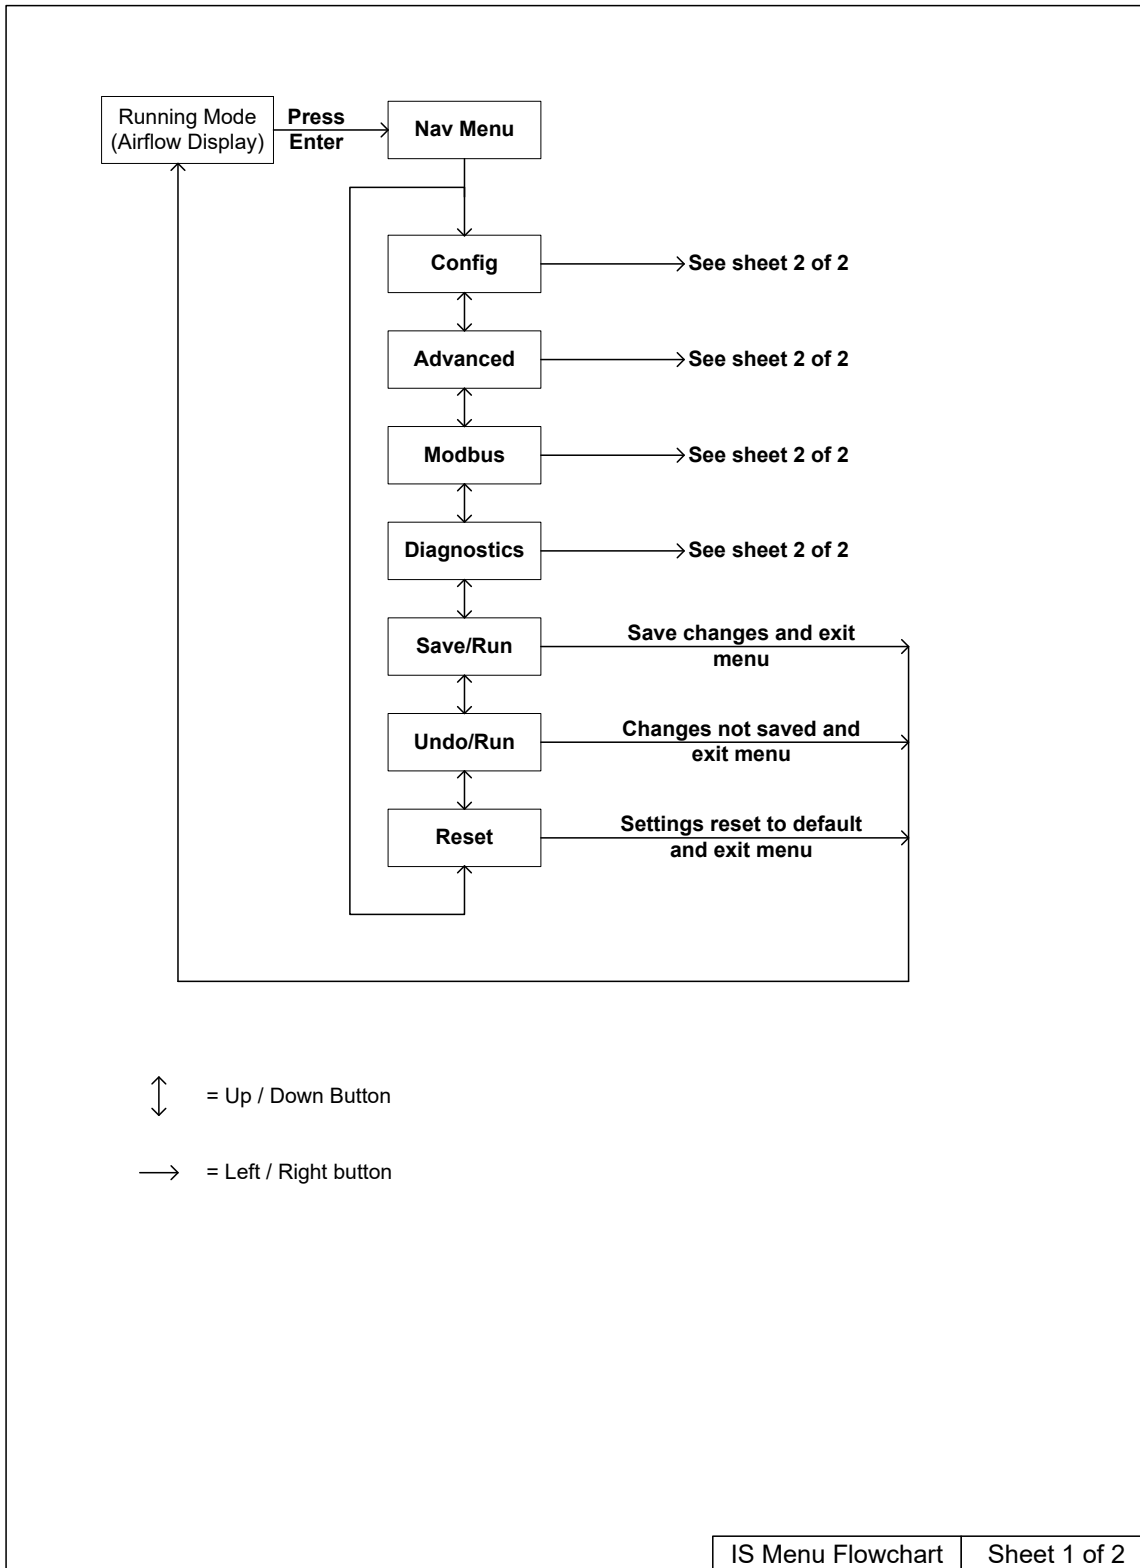 Running Mode
(Airflow Display)
Press
Enter
Nav Menu
Config
See sheet 2 of 2
Advanced
See sheet 2 of 2
Modbus
See sheet 2 of 2
Diagnostics
See sheet 2 of 2
Save/Run
Save changes and exit
menu
Undo/Run
Changes not saved and
exit menu
Reset
Settings reset to default
and exit menu
= Up / Down Button
= Left / Right button
IS Menu Flowchart
Sheet 1 of 2